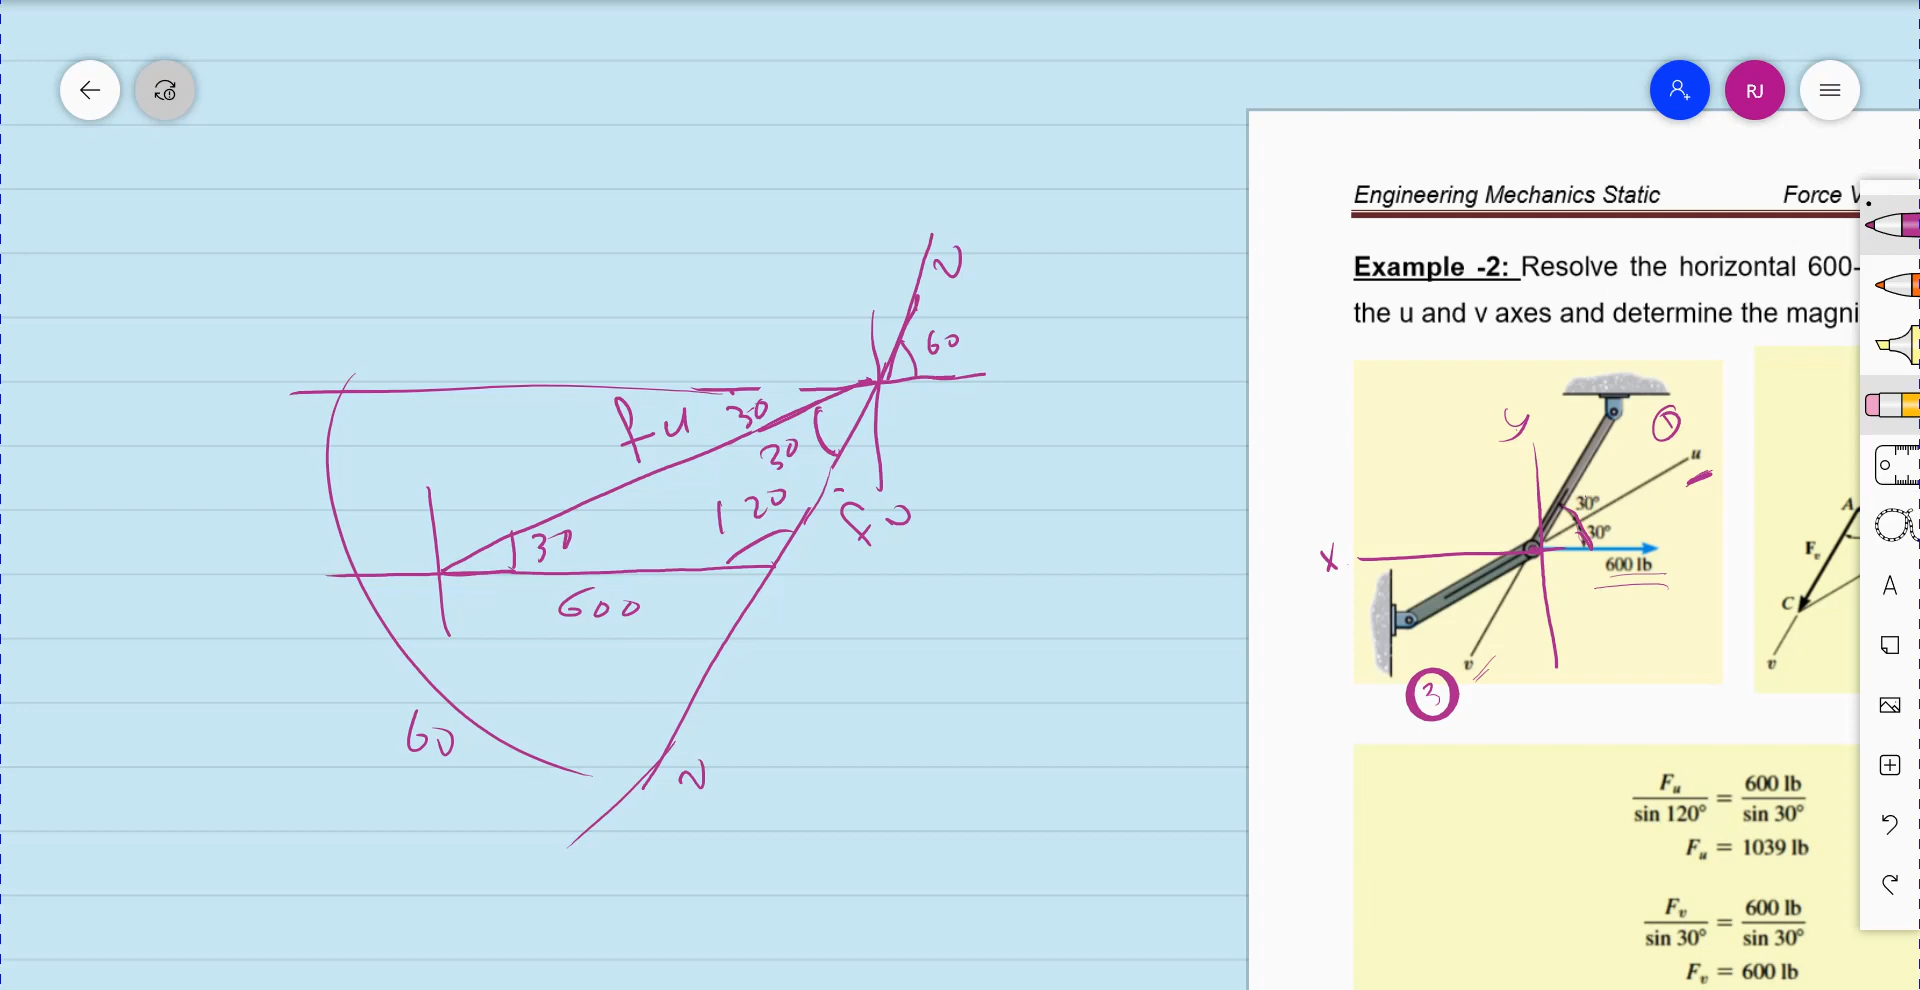 RJ
Engineering Mechanics Static
Force V
Example -2: Resolve the horizontal 600-
the u and v axes and determine the magni
60
fu
30
30
120
30
600
60
y
u
30°
30°
x
600 lb
v
3
A
Fv
C
v
A
Fu / sin 120° = 600 lb / sin 30°
Fu = 1039 lb
Fv / sin 30° = 600 lb / sin 30°
Fv = 600 lb